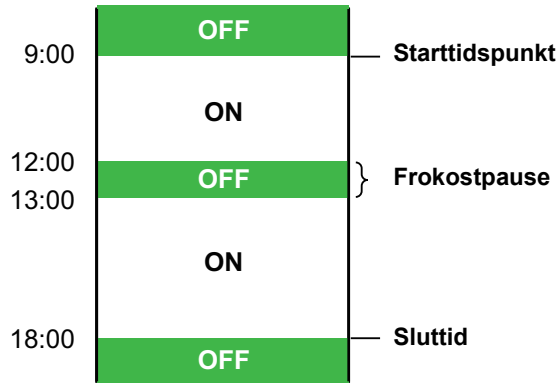 OFF
9:00
Starttidspunkt
ON
12:00
OFF
Frokostpause
13:00
ON
18:00
Sluttid
OFF